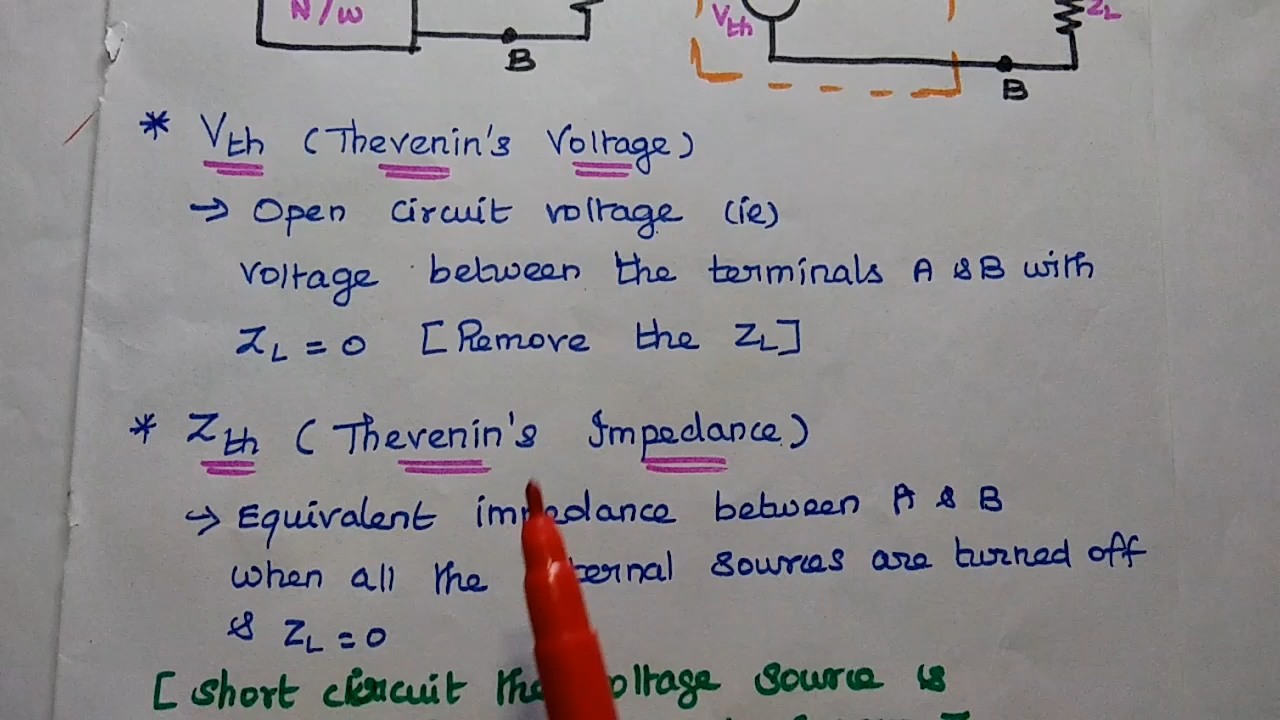 N/W
B
Vth
ZL
B
* Vth (Thevenin's Voltage)
→ Open circuit voltage (ie)
voltage between the terminals A & B with
ZL = 0 [Remove the ZL]
* Zth (Thevenin's Impedance)
→ Equivalent impedance between A & B
when all the sources are turned off
& ZL = 0
[short circuit the source &